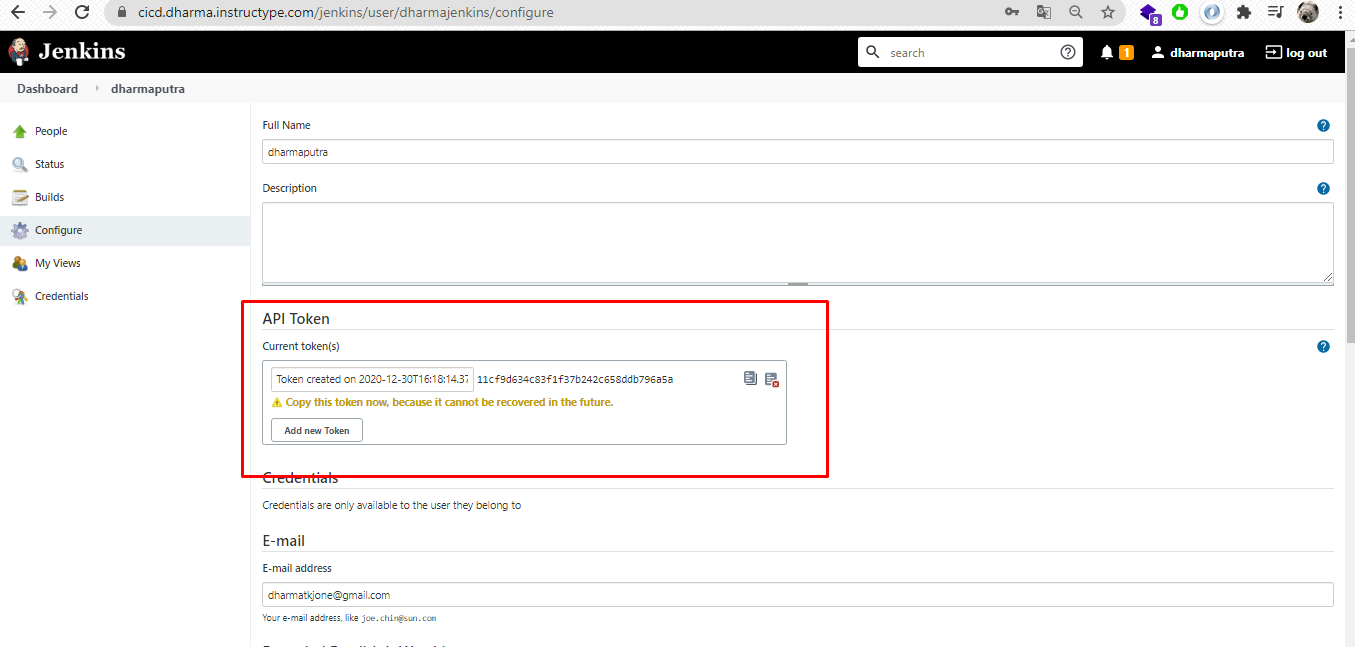 cicd.dharma.instructype.com/jenkins/user/dharmajenkins/configure
8
Jenkins
search
1
dharmaputra
log out
Dashboard
dharmaputra
People
Status
Builds
Configure
My Views
Credentials
Full Name
dharmaputra
Description
API Token
Current token(s)
Token created on 2020-12-30T16:18:14.37 11cf9d634c83f1f37b242c658ddb796a5a
Copy this token now, because it cannot be recovered in the future.
Add new Token
Credentials
Credentials are only available to the user they belong to
E-mail
E-mail address
dharmatkjone@gmail.com
Your e-mail address, like joe.chin@sun.com